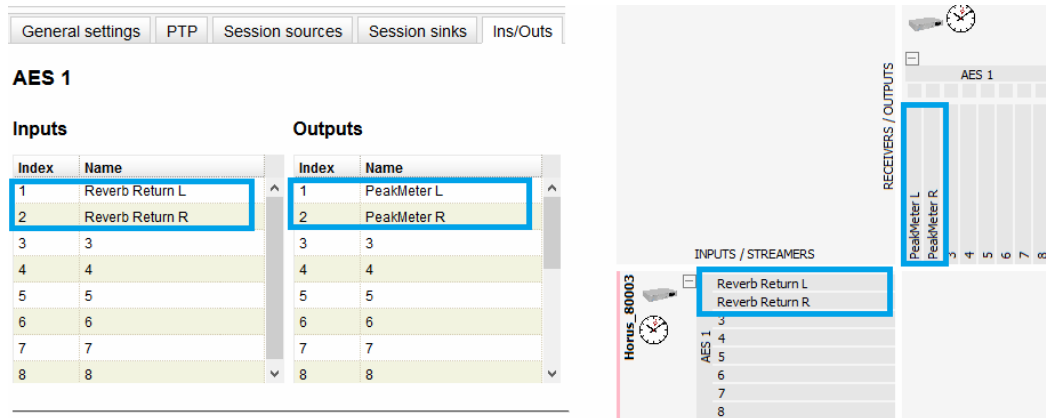 General settings PTP Session sources Session sinks Ins/Outs
AES 1
Inputs
Index Name
1 Reverb Return L
2 Reverb Return R
3 3
4 4
5 5
6 6
7 7
8 8
Outputs
Index Name
1 PeakMeter L
2 PeakMeter R
3 3
4 4
5 5
6 6
7 7
8 8
RECEIVERS / OUTPUTS
AES 1
PeakMeter L
PeakMeter R
3
4
5
6
7
8
INPUTS / STREAMERS
Horus_80003
AES 1
Reverb Return L
Reverb Return R
3
4
5
6
7
8